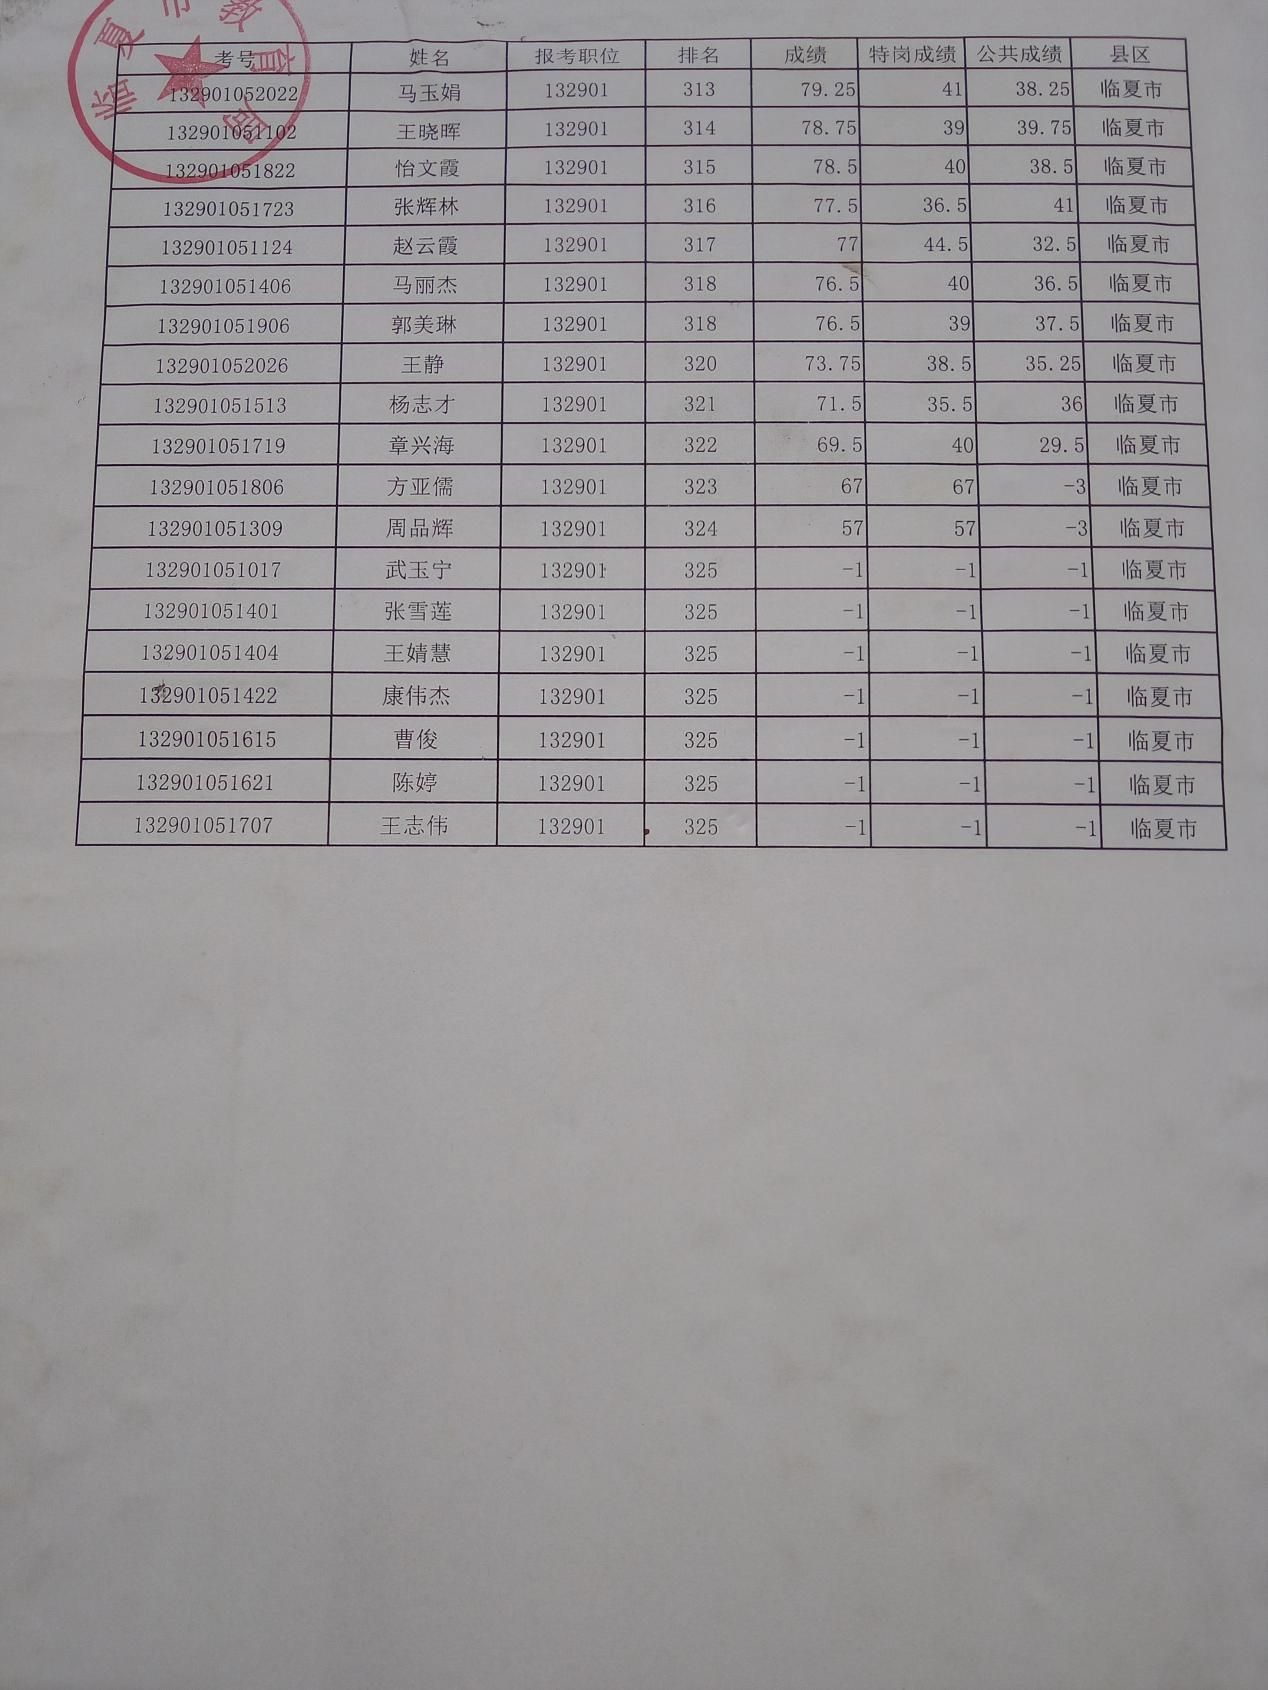 临夏市教育局
考号 姓名 报考职位 排名 成绩 特岗成绩 公共成绩 县区
132901052022 马玉娟 132901 313 79.25 41 38.25 临夏市
132901051102 王晓晖 132901 314 78.75 39 39.75 临夏市
132901051822 怡文霞 132901 315 78.5 40 38.5 临夏市
132901051723 张辉林 132901 316 77.5 36.5 41 临夏市
132901051124 赵云霞 132901 317 77 44.5 32.5 临夏市
132901051406 马丽杰 132901 318 76.5 40 36.5 临夏市
132901051906 郭美琳 132901 318 76.5 39 37.5 临夏市
132901052026 王静 132901 320 73.75 38.5 35.25 临夏市
132901051513 杨志才 132901 321 71.5 35.5 36 临夏市
132901051719 章兴海 132901 322 69.5 40 29.5 临夏市
132901051806 方亚儒 132901 323 67 67 -3 临夏市
132901051309 周品辉 132901 324 57 57 -3 临夏市
132901051017 武玉宁 132901 325 -1 -1 -1 临夏市
132901051401 张雪莲 132901 325 -1 -1 -1 临夏市
132901051404 王婧慧 132901 325 -1 -1 -1 临夏市
132901051422 康伟杰 132901 325 -1 -1 -1 临夏市
132901051615 曹俊 132901 325 -1 -1 -1 临夏市
132901051621 陈婷 132901 325 -1 -1 -1 临夏市
132901051707 王志伟 132901 325 -1 -1 -1 临夏市